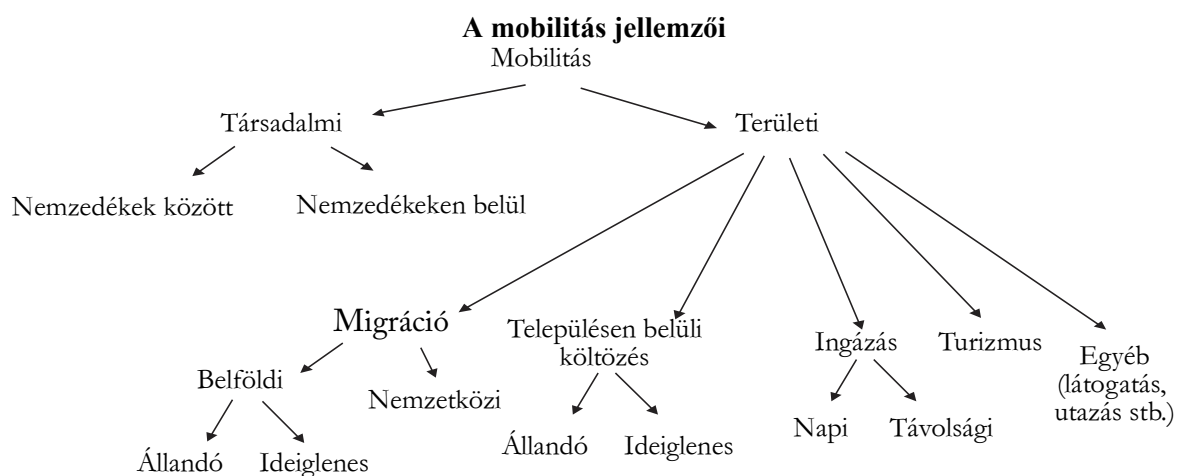 A mobilitás jellemzői
Mobilitás
Társadalmi
Területi
Nemzedékek között
Nemzedékeken belül
Migráció
Településen belüli
költözés
Ingázás
Turizmus
Egyéb
(látogatás,
utazás stb.)
Belföldi
Nemzetközi
Állandó
Ideiglenes
Napi
Távolsági
Állandó
Ideiglenes